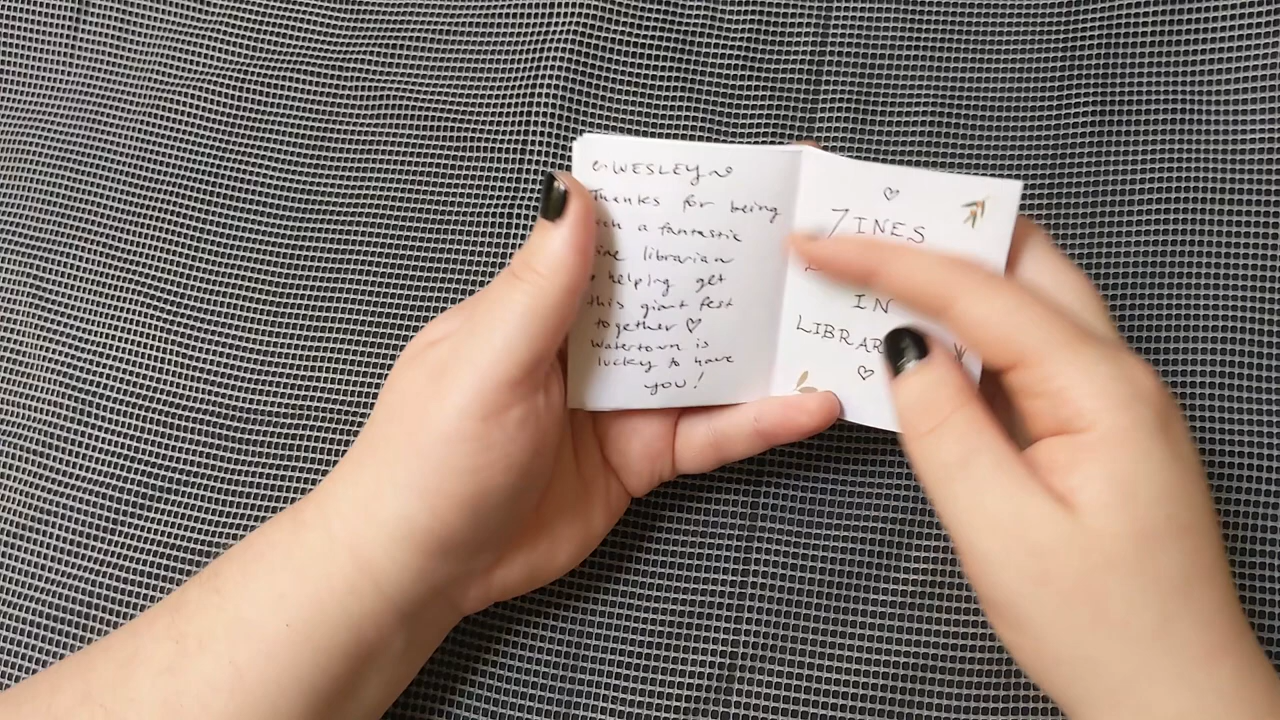 WESLEY
Thanks for being
a fantastic
librarian
helping get
this giant fest
together ♡
Watertown is
lucky to have
you!
♡
ZINES
IN
♡